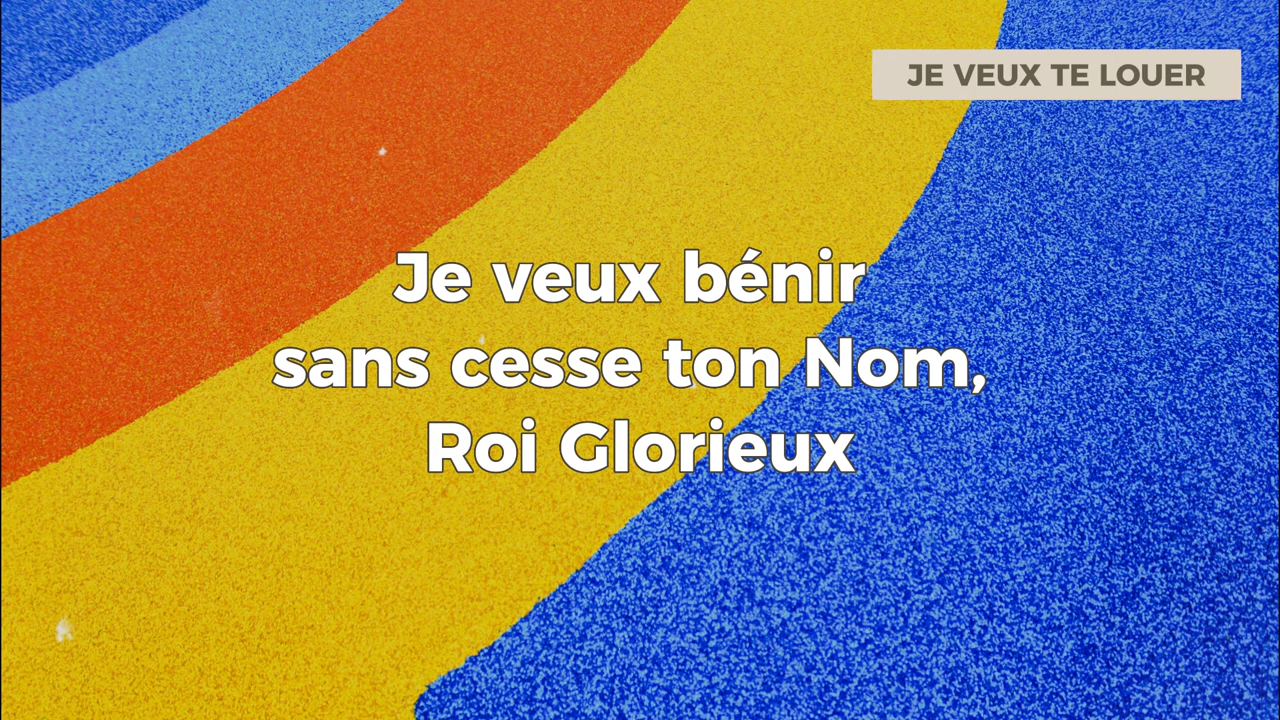 JE VEUX TE LOUER
Je veux bénir
sans cesse ton Nom,
Roi Glorieux